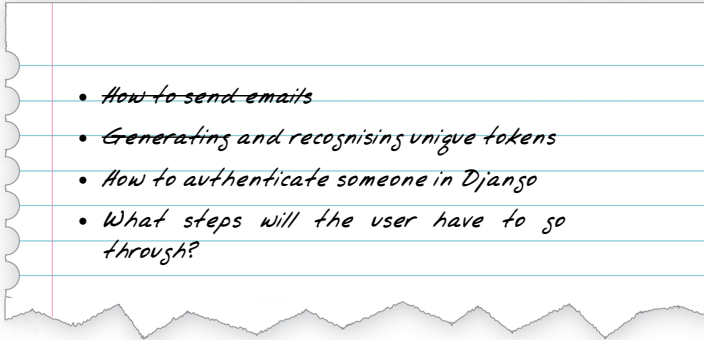 • How to send emails
• Generating and recognising unique tokens
• How to authenticate someone in Django
• What steps will the user have to go
through?